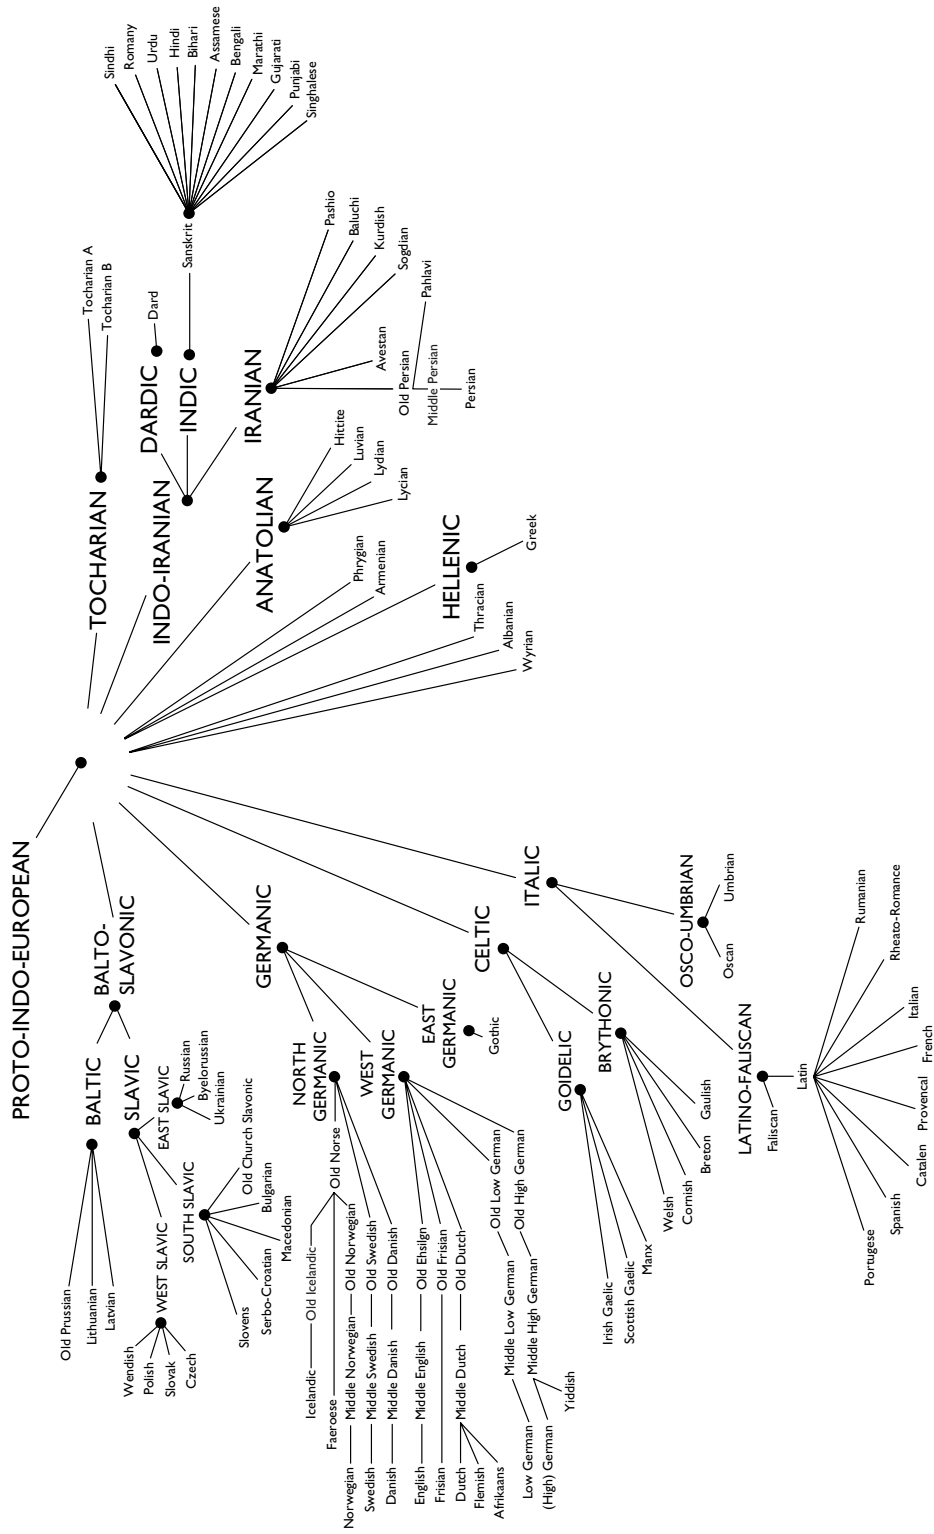 PROTO-INDO-EUROPEAN
BALTO-
SLAVONIC
BALTIC
Old Prussian
Lithuanian
Latvian
SLAVIC
EAST SLAVIC
Russian
Byelorussian
Ukrainian
WEST SLAVIC
Wendish
Polish
Slovak
Czech
SOUTH SLAVIC
Slovens
Serbo-Croatian
Macedonian
Bulgarian
Old Church Slavonic
GERMANIC
NORTH
GERMANIC
Old Norse
Icelandic
Old Icelandic
Faeroese
Norwegian
Middle Norwegian
Old Norwegian
Swedish
Middle Swedish
Old Swedish
Danish
Middle Danish
Old Danish
WEST
GERMANIC
English
Middle English
Old Ehsilgn
Frisian
Old Frisian
Dutch
Middle Dutch
Old Dutch
Flemish
Afrikaans
Low German
Middle Low German
Old Low German
(High) German
Middle High German
Old High German
Yiddish
EAST
GERMANIC
Gothic
CELTIC
GOIDELIC
Irish Gaelic
Scottish Gaelic
Manx
BRYTHONIC
Welsh
Cornish
Breton
Gaulish
ITALIC
OSCO-UMBRIAN
Oscan
Umbrian
LATINO-FALISCAN
Faliscan
Latin
Portugese
Spanish
Catalen
Provencal
French
Italian
Rheato-Romance
Rumanian
TOCHARIAN
Tocharian A
Tocharian B
INDO-IRANIAN
DARDIC
Dard
INDIC
Sanskrit
Sindhi
Romany
Urdu
Hindi
Bihari
Assamese
Bengali
Marathi
Gujarati
Punjabi
Singhalese
IRANIAN
Pashio
Baluchi
Kurdish
Sogdian
Avestan
Old Persian
Pahlavi
Middle Persian
Persian
ANATOLIAN
Hittite
Luvian
Lydian
Lycian
Phrygian
Armenian
HELLENIC
Greek
Thracian
Albanian
Wyrian